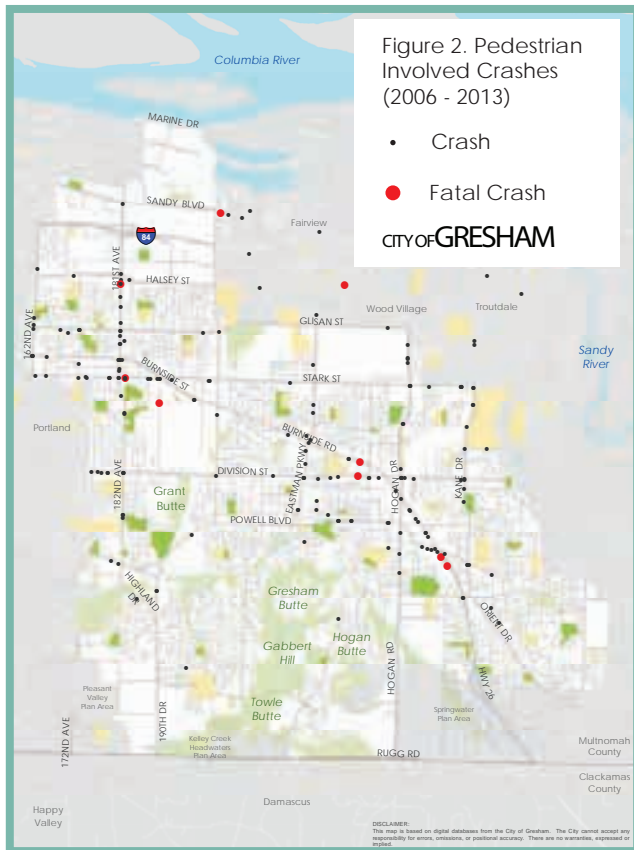 Figure 2. Pedestrian
Involved Crashes
(2006 - 2013)
Crash
Fatal Crash
CITY OF GRESHAM
Columbia River
MARINE DR
SANDY BLVD
Fairview
84
181ST AVE
HALSEY ST
Wood Village
Troutdale
GLISAN ST
162ND AVE
Sandy
River
BURNSIDE ST
STARK ST
Portland
BURNSIDE RD
EASTMAN PKWY
HOGAN DR
KANE DR
182ND AVE
DIVISION ST
Grant
Butte
POWELL BLVD
HIGHLAND
DR
Gresham
Butte
ORIENT DR
Hogan
Butte
Gabbert
Hill
HOGAN RD
HWY 26
Pleasant
Valley
Plan Area
Towle
Butte
190TH DR
Springwater
Plan Area
172ND AVE
Kelley Creek
Headwaters
Plan Area
RUGG RD
Multnomah
County
Clackamas
County
Damascus
Happy
Valley
DISCLAIMER:
This map is based on digital databases from the City of Gresham. The City cannot accept any
responsibility for errors, omissions, or positional accuracy. There are no warranties, expressed or
implied.